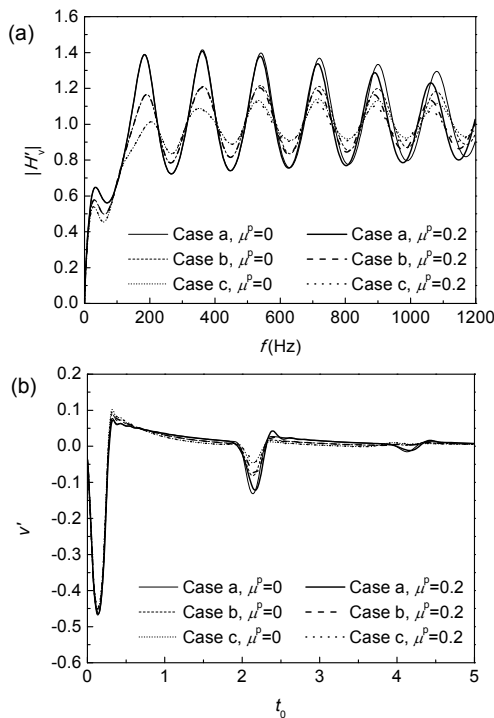 (a)
1.6
1.4
1.2
1.0
0.8
0.6
0.4
0.2
0.0
|H'ᵥ|
Case a, μᵖ=0 Case a, μᵖ=0.2
Case b, μᵖ=0 Case b, μᵖ=0.2
Case c, μᵖ=0 Case c, μᵖ=0.2
0 200 400 600 800 1000 1200
f(Hz)
(b)
0.2
0.1
0.0
-0.1
-0.2
-0.3
-0.4
-0.5
-0.6
v'
Case a, μᵖ=0 Case a, μᵖ=0.2
Case b, μᵖ=0 Case b, μᵖ=0.2
Case c, μᵖ=0 Case c, μᵖ=0.2
0 1 2 3 4 5
t₀